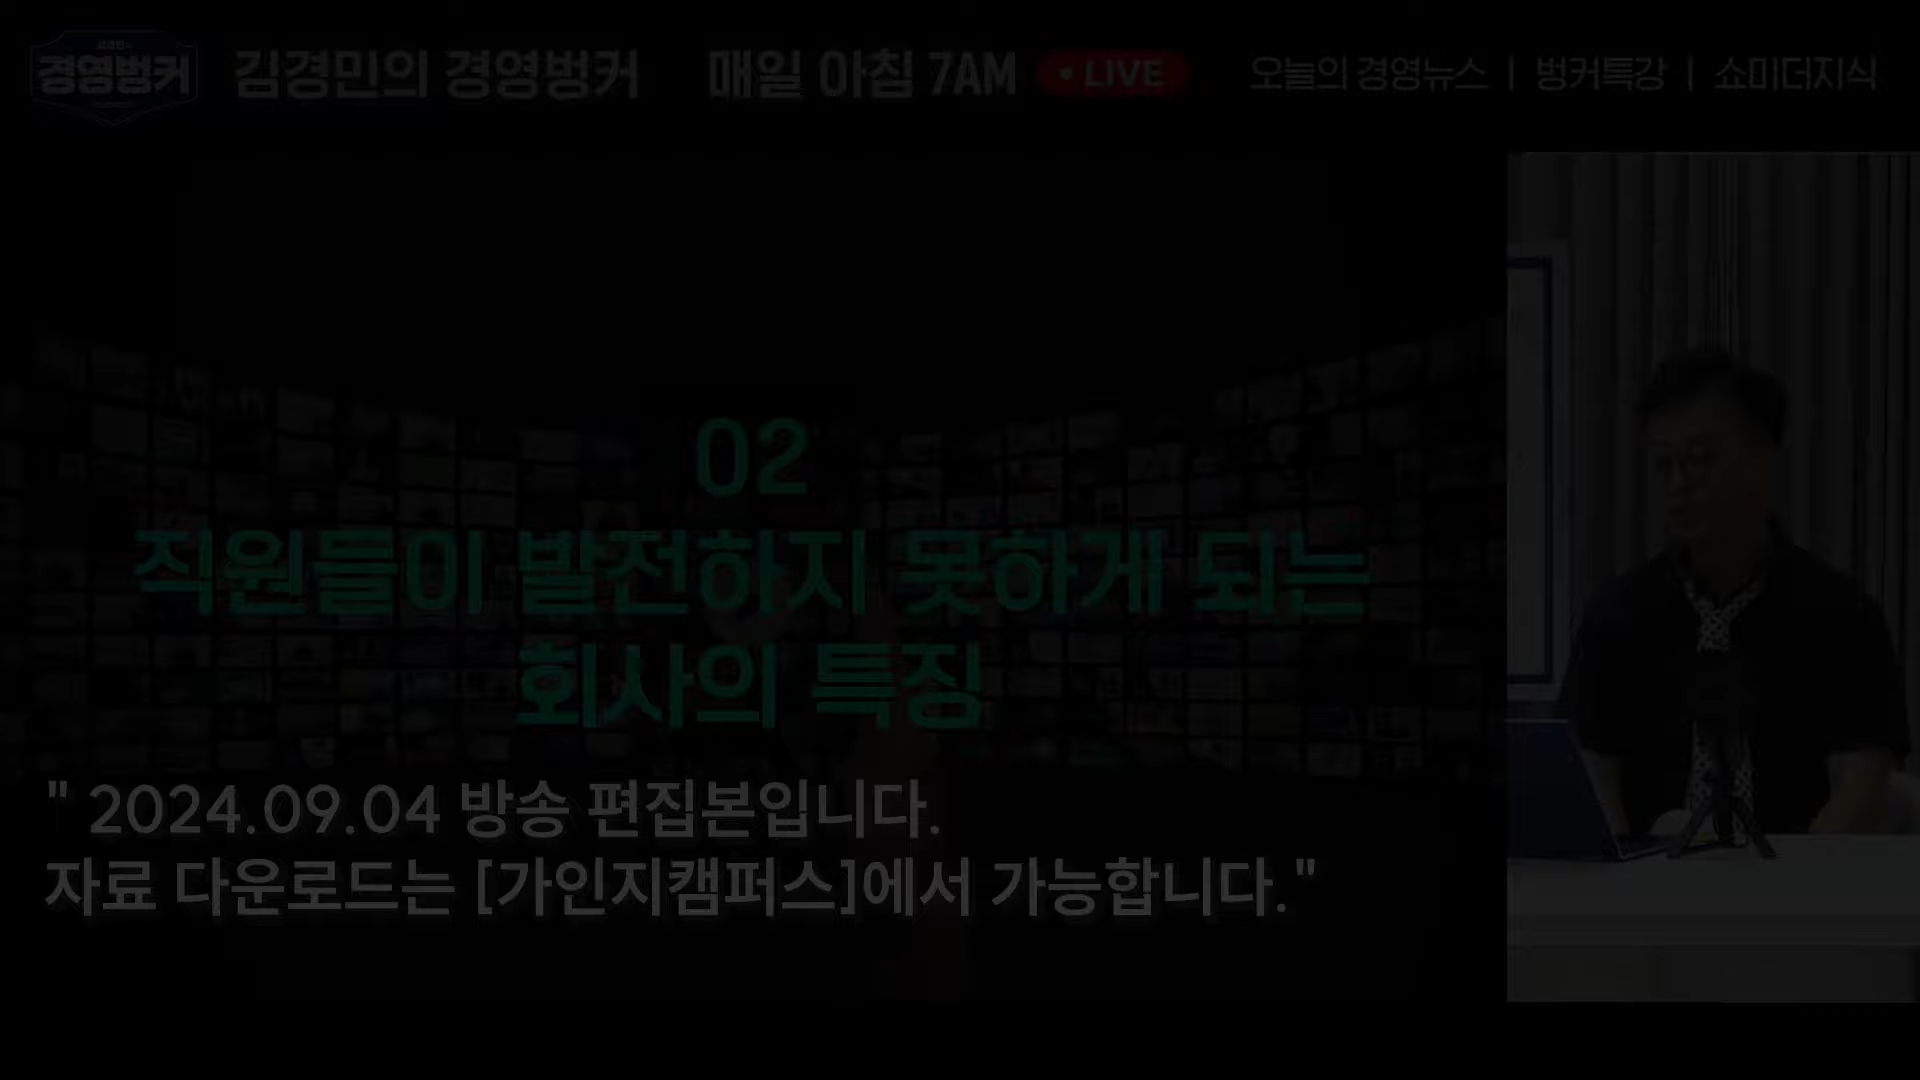 경영벙커
김경민의 경영벙커 매일 아침 7AM • LIVE 오늘의 경영뉴스 | 벙커특강 | 쇼미더지식
02
직원들이 발전하지 못하게 되는
회사의 특징
" 2024.09.04 방송 편집본입니다.
자료 다운로드는 [가인지캠퍼스]에서 가능합니다."